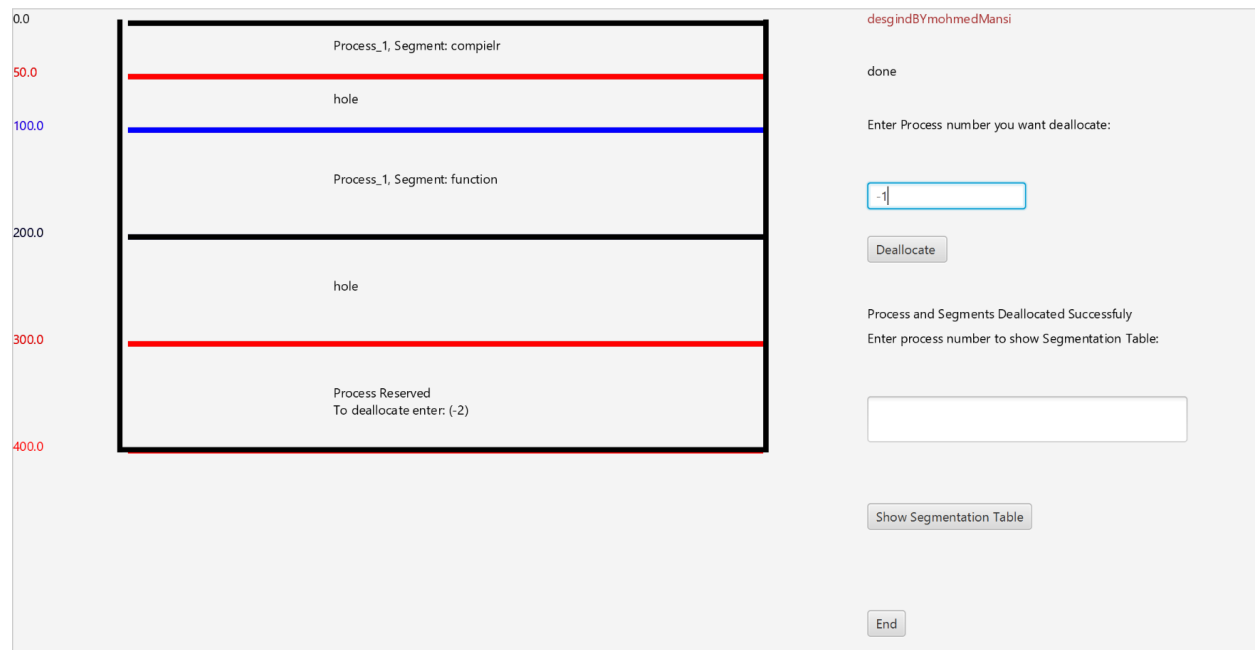 0.0
Process_1, Segment: compielr
50.0
hole
100.0
Process_1, Segment: function
200.0
hole
300.0
Process Reserved
To deallocate enter: (-2)
400.0
desgindBYmohmedMansi
done
Enter Process number you want deallocate:
-1
Deallocate
Process and Segments Deallocated Successfuly
Enter process number to show Segmentation Table:
Show Segmentation Table
End